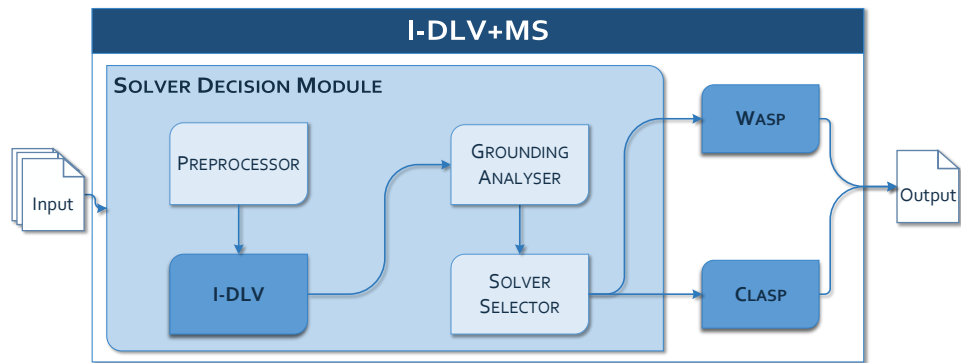 I-DLV+MS
SOLVER DECISION MODULE
Input
PREPROCESSOR
I-DLV
GROUNDING
ANALYSER
SOLVER
SELECTOR
WASP
CLASP
Output